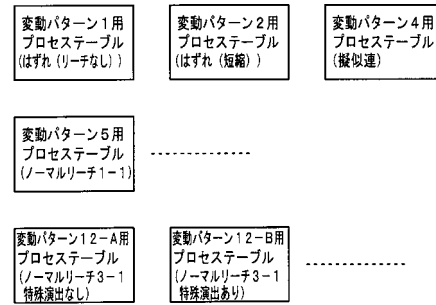 変動パターン１用
プロセステーブル
(はずれ（リーチなし）)
変動パターン２用
プロセステーブル
(はずれ（短縮）)
変動パターン４用
プロセステーブル
(擬似連)
変動パターン５用
プロセステーブル
(ノーマルリーチ１−１)
変動パターン１２−Ａ用
プロセステーブル
(ノーマルリーチ３−１
特殊演出なし)
変動パターン１２−Ｂ用
プロセステーブル
(ノーマルリーチ３−１
特殊演出あり)